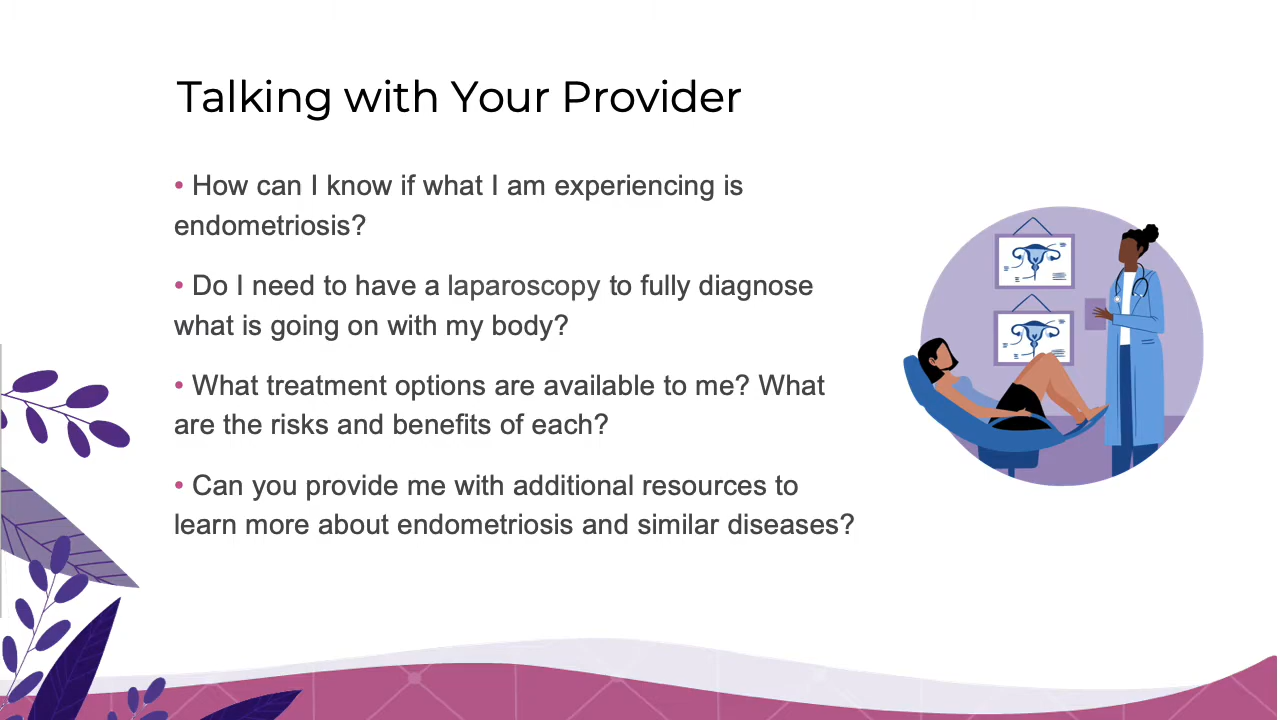 Talking with Your Provider
• How can I know if what I am experiencing is
endometriosis?
• Do I need to have a laparoscopy to fully diagnose
what is going on with my body?
• What treatment options are available to me? What
are the risks and benefits of each?
• Can you provide me with additional resources to
learn more about endometriosis and similar diseases?